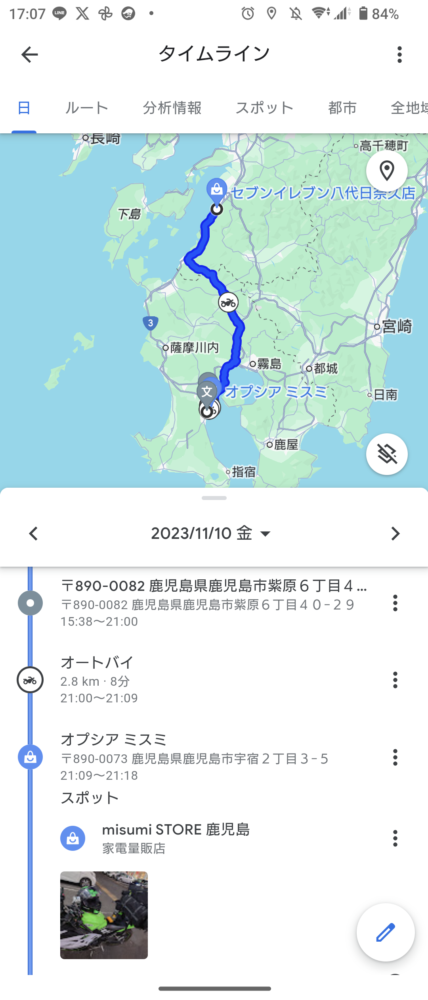 17:07 LINE 84%
タイムライン
日 ルート 分析情報 スポット 都市 全地域
長崎
高千穂町
セブンイレブン八代日奈久店
下島
3
宮崎
薩摩川内
霧島
都城
文
オプシア ミスミ
日南
鹿屋
指宿
2023/11/10 金
〒890-0082 鹿児島県鹿児島市紫原６丁目４...
〒890-0082 鹿児島県鹿児島市紫原６丁目４０−２９
15:38～21:00
オートバイ
2.8 km · 8分
21:00～21:09
オプシア ミスミ
〒890-0073 鹿児島県鹿児島市宇宿２丁目３−５
21:09～21:18
スポット
misumi STORE 鹿児島
家電量販店